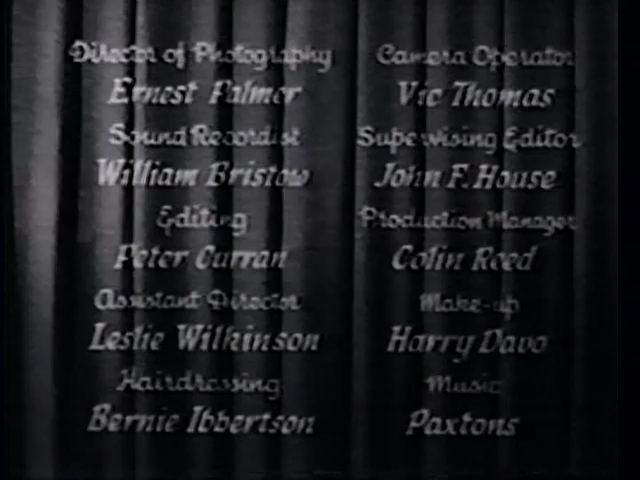 Director of Photography
Ernest Palmer
Sound Recordist
William Bristow
Editing
Peter Curran
Assistant Director
Leslie Wilkinson
Hairdressing
Bernie Ibbertson
Camera Operator
Vic Thomas
Supervising Editor
John F. House
Production Manager
Colin Reed
Make-up
Harry Davo
Music
Paxtons